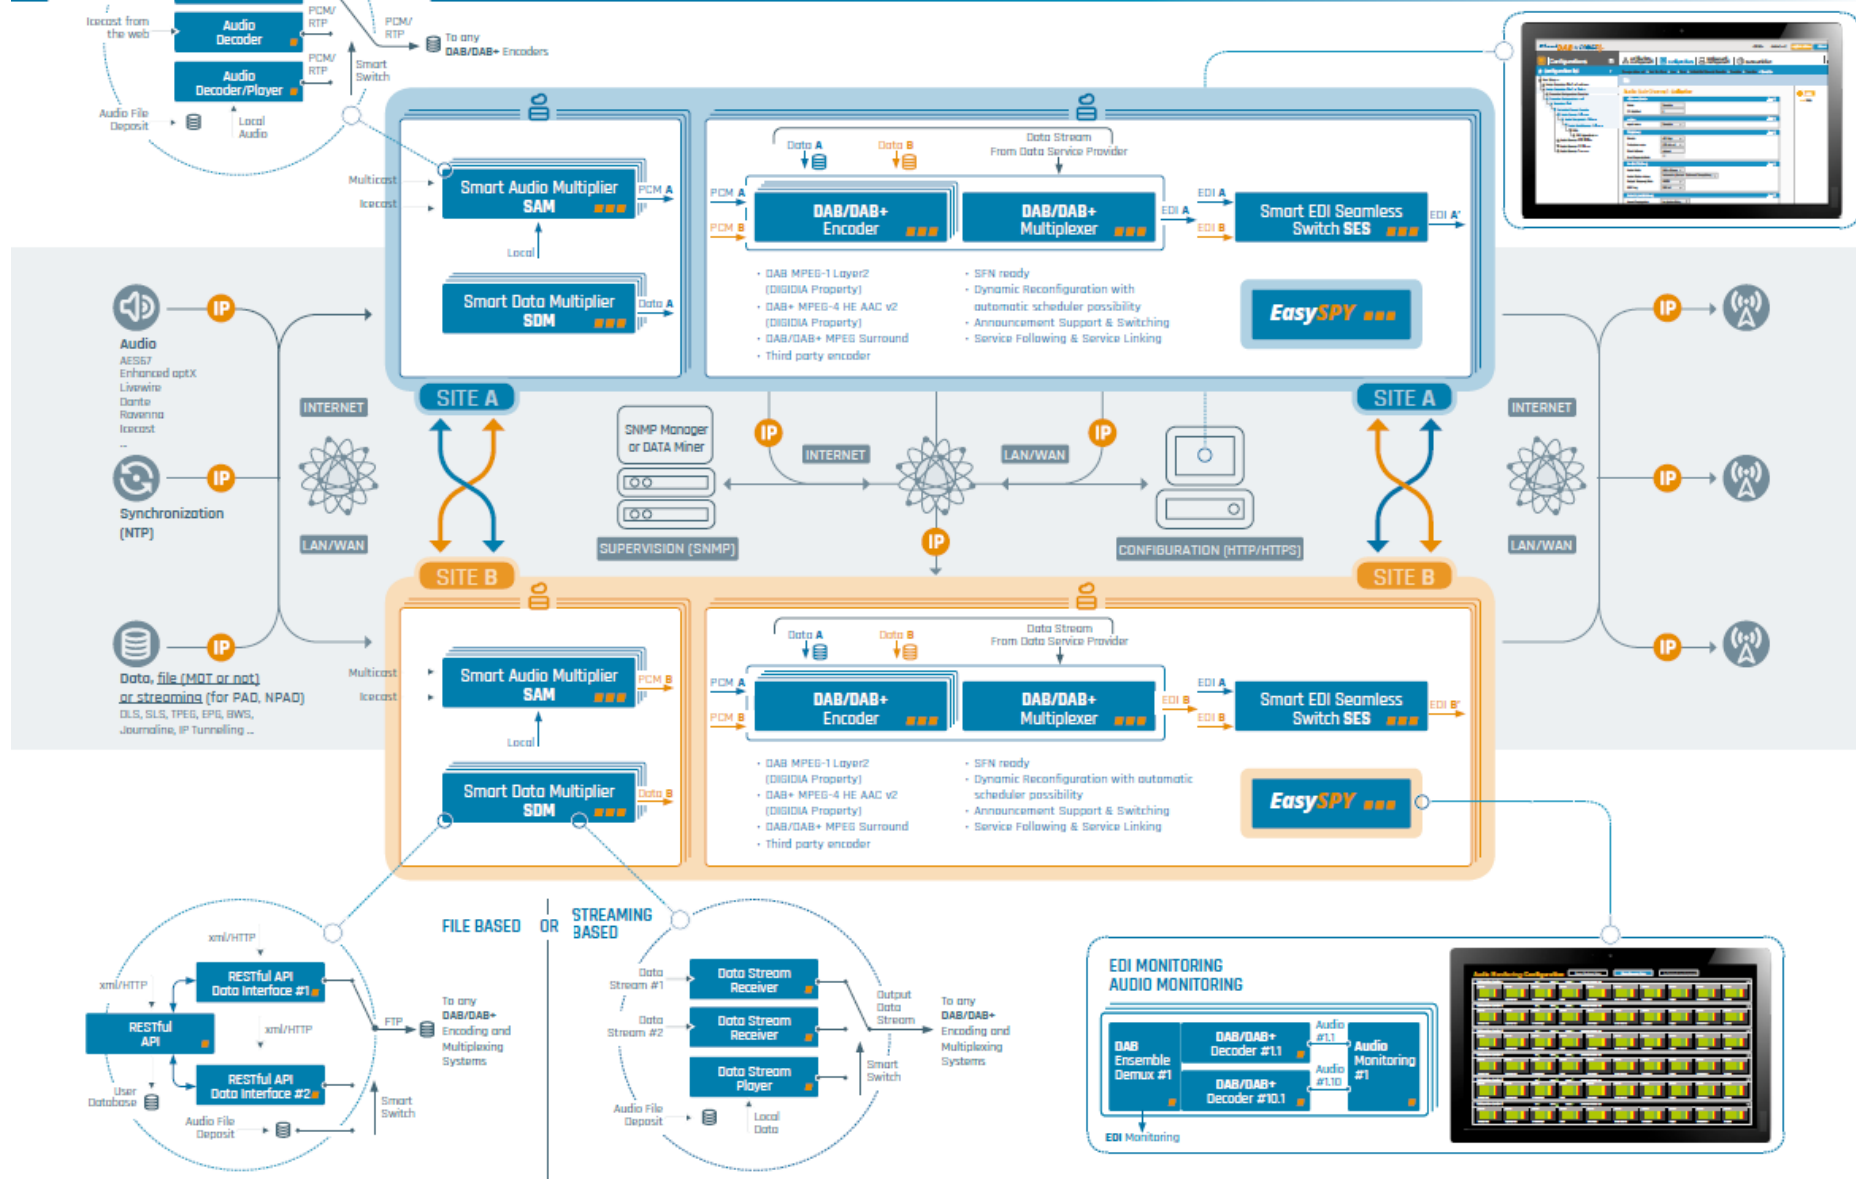 Icecast from
the web
Audio
Decoder
PCM/
RTP
PCM/
RTP
To any
DAB/DAB+ Encoders
Audio
Decoder/Player
PCM/
RTP
Smart
Switch
Audio File
Deposit
Local
Audio
Multicast
Icecast
Smart Audio Multiplier
SAM
PCM A
Local
Smart Data Multiplier
SDM
Data A
Data A
Data B
Data Stream
From Data Service Provider
PCM A
PCM B
DAB/DAB+
Encoder
DAB/DAB+
Multiplexer
EDI A
EDI A
EDI B
Smart EDI Seamless
Switch SES
EDI A'
• DAB MPEG-1 Layer2
(DIGIDIA Property)
• DAB+ MPEG-4 HE AAC v2
(DIGIDIA Property)
• DAB/DAB+ MPEG Surround
• Third party encoder
• SFN ready
• Dynamic Reconfiguration with
automatic scheduler possibility
• Announcement Support & Switching
• Service Following & Service Linking
EasySPY
SITE A
SITE A
IP
Audio
AES67
Enhanced aptX
Livewire
Dante
Ravenna
Icecast
...
IP
Synchronization
(NTP)
IP
Data, file (MOT or not)
or streaming (for PAD, NPAD)
DLS, SLS, TPEG, EPG, BWS,
Journaline, IP Tunnelling ...
INTERNET
LAN/WAN
SNMP Manager
or DATA Miner
SUPERVISION (SNMP)
IP
INTERNET
LAN/WAN
IP
IP
CONFIGURATION (HTTP/HTTPS)
INTERNET
LAN/WAN
IP
IP
IP
SITE B
SITE B
Multicast
Icecast
Smart Audio Multiplier
SAM
PCM B
Local
Smart Data Multiplier
SDM
Data B
Data A
Data B
Data Stream
From Data Service Provider
PCM A
PCM B
DAB/DAB+
Encoder
DAB/DAB+
Multiplexer
EDI B
EDI A
EDI B
Smart EDI Seamless
Switch SES
EDI B'
• DAB MPEG-1 Layer2
(DIGIDIA Property)
• DAB+ MPEG-4 HE AAC v2
(DIGIDIA Property)
• DAB/DAB+ MPEG Surround
• Third party encoder
• SFN ready
• Dynamic Reconfiguration with automatic
scheduler possibility
• Announcement Support & Switching
• Service Following & Service Linking
EasySPY
FILE BASED
OR
STREAMING
BASED
xml/HTTP
xml/HTTP
RESTful API
Data Interface #1
RESTful
API
xml/HTTP
RESTful API
Data Interface #2
User
Database
Audio File
Deposit
FTP
Smart
Switch
To any
DAB/DAB+
Encoding and
Multiplexing
Systems
Data
Stream #1
Data Stream
Receiver
Data
Stream #2
Data Stream
Receiver
Data Stream
Player
Audio File
Deposit
Local
Data
Output
Data
Stream
Smart
Switch
To any
DAB/DAB+
Encoding and
Multiplexing
Systems
EDI MONITORING
AUDIO MONITORING
DAB
Ensemble
Demux #1
DAB/DAB+
Decoder #1.1
DAB/DAB+
Decoder #10.1
Audio
#1.1
Audio
#1.10
Audio
Monitoring
#1
EDI Monitoring
Audio Monitoring Configuration